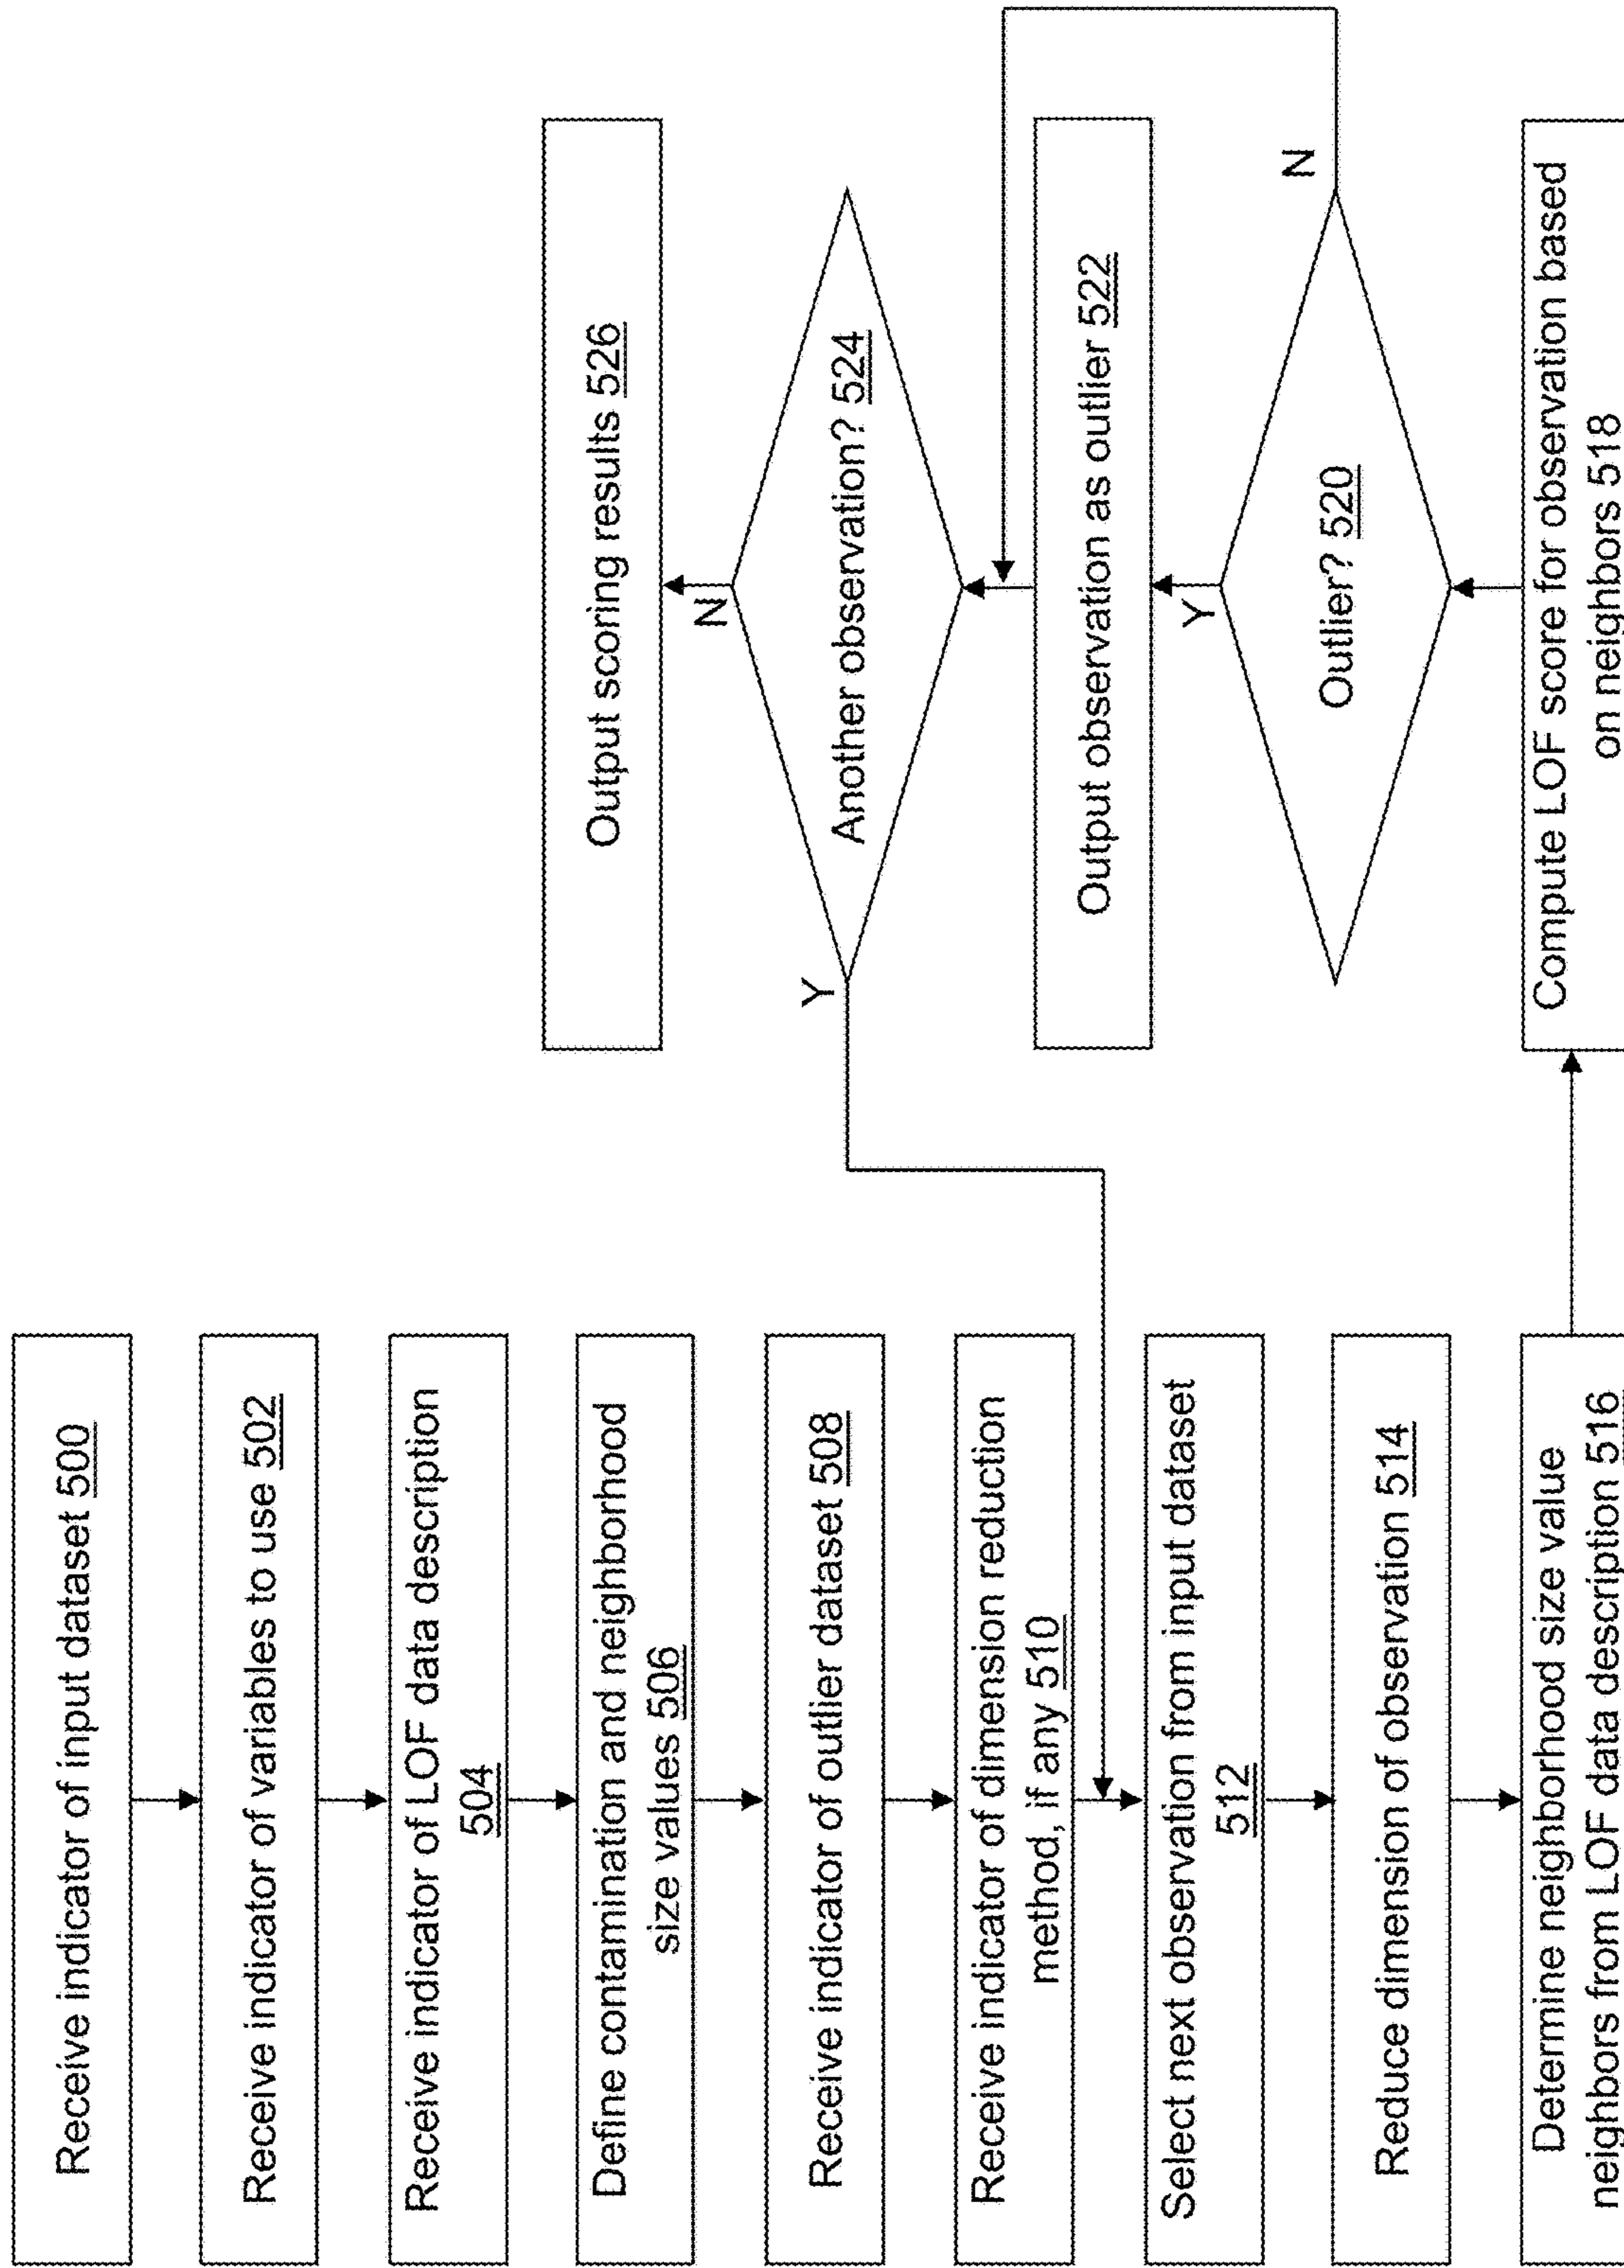 Receive indicator of input dataset 500
Receive indicator of variables to use 502
Receive indicator of LOF data description
504
Define contamination and neighborhood
size values 506
Receive indicator of outlier dataset 508
Receive indicator of dimension reduction
method, if any 510
Select next observation from input dataset
512
Reduce dimension of observation 514
Determine neighborhood size value
neighbors from LOF data description 516
Compute LOF score for observation based
on neighbors 518
Outlier? 520
Y
N
Output observation as outlier 522
Another observation? 524
Y
N
Output scoring results 526